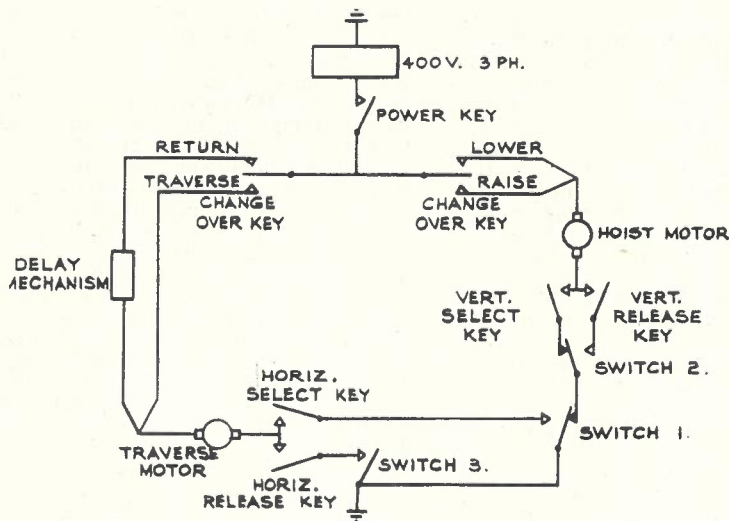 400V. 3 PH.
POWER KEY
RETURN
LOWER
TRAVERSE
RAISE
CHANGE
OVER KEY
CHANGE
OVER KEY
HOIST MOTOR
DELAY
MECHANISM
VERT.
SELECT
KEY
VERT.
RELEASE
KEY
SWITCH 2.
HORIZ.
SELECT KEY
SWITCH 1.
TRAVERSE
MOTOR
SWITCH 3.
HORIZ.
RELEASE KEY